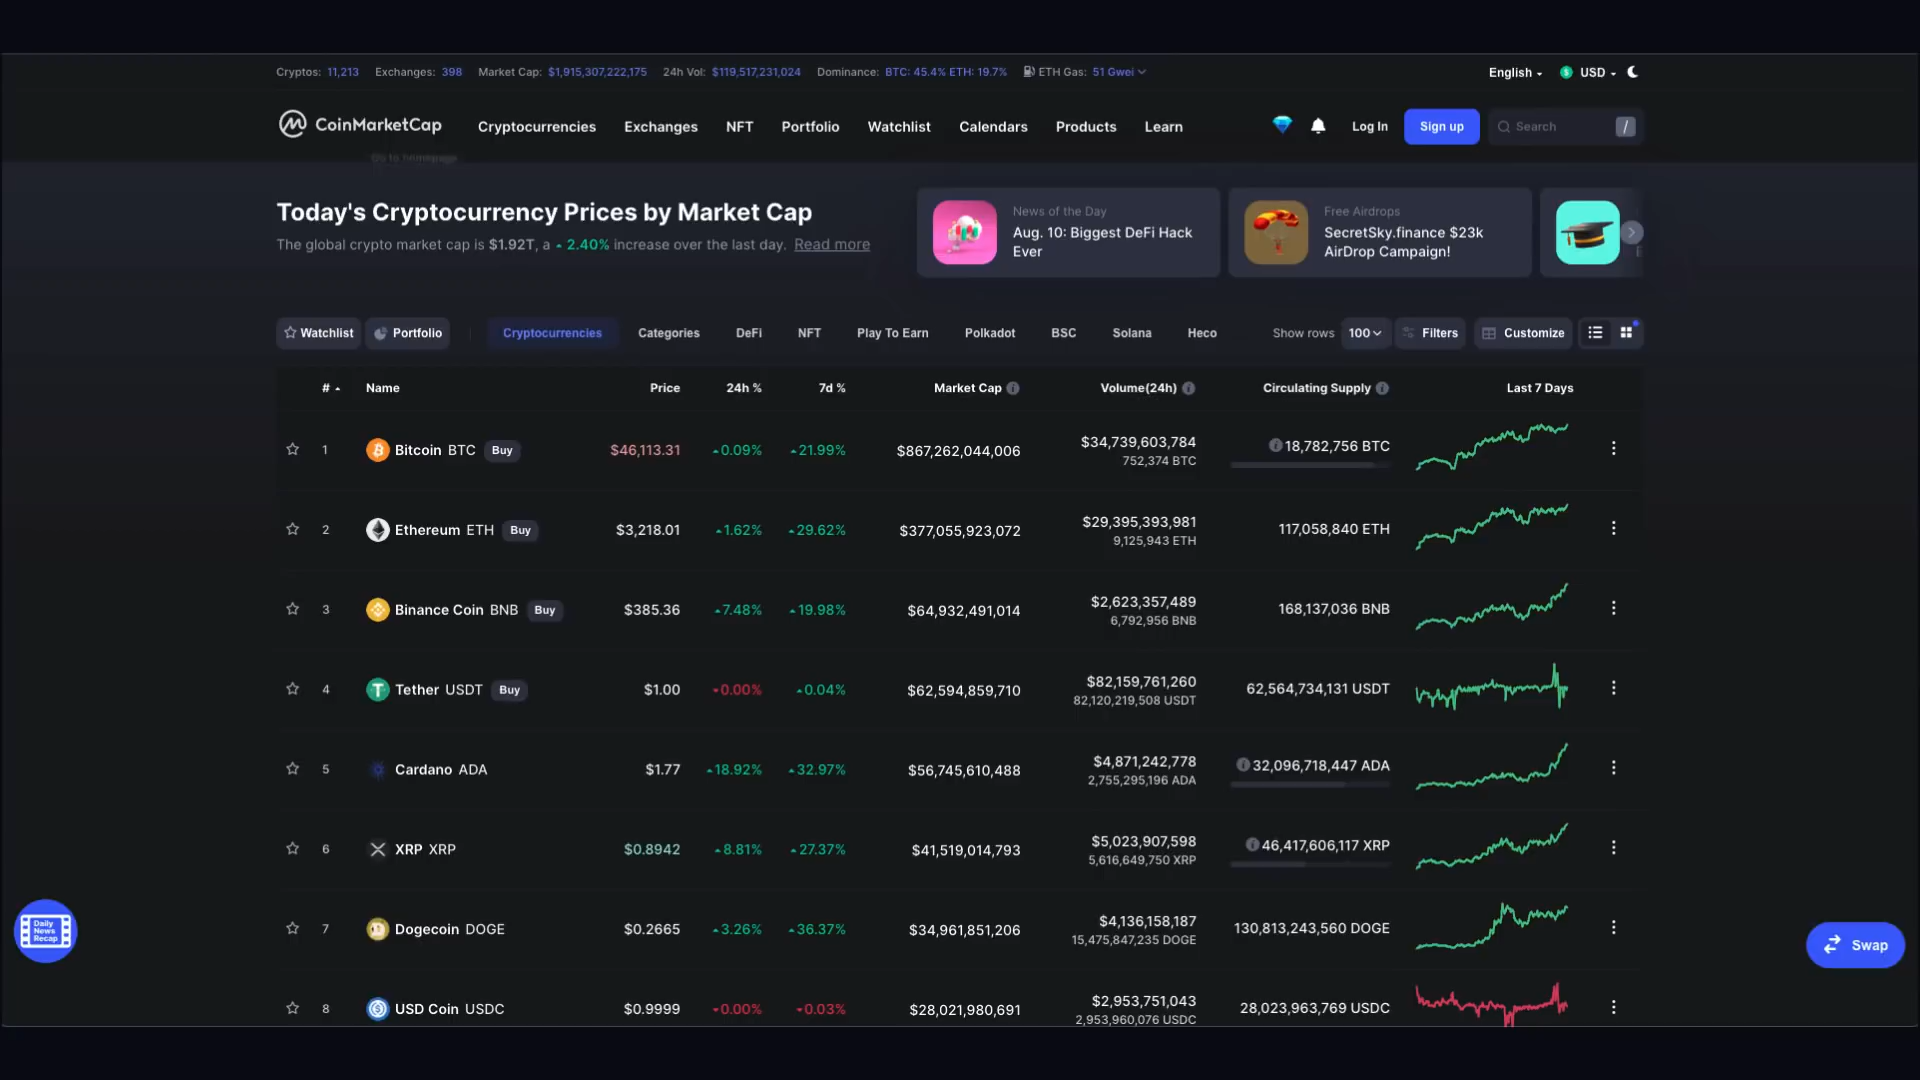 Cryptos: 11,213 Exchanges: 398 Market Cap: $1,915,307,222,175 24h Vol: $119,517,231,024 Dominance: BTC: 45.4% ETH: 19.7% ETH Gas: 51 Gwei English USD
CoinMarketCap Cryptocurrencies Exchanges NFT Portfolio Watchlist Calendars Products Learn Log In Sign up Search /
Go to homepage
Today's Cryptocurrency Prices by Market Cap
The global crypto market cap is $1.92T, a 2.40% increase over the last day. Read more
News of the Day
Aug. 10: Biggest DeFi Hack
Ever
Free Airdrops
SecretSky.finance $23k
AirDrop Campaign!
Watchlist Portfolio Cryptocurrencies Categories DeFi NFT Play To Earn Polkadot BSC Solana Heco Show rows 100 Filters Customize
# Name Price 24h % 7d % Market Cap Volume(24h) Circulating Supply Last 7 Days
1 Bitcoin BTC Buy $46,113.31 0.09% 21.99% $867,262,044,006 $34,739,603,784 18,782,756 BTC
752,374 BTC
2 Ethereum ETH Buy $3,218.01 1.62% 29.62% $377,055,923,072 $29,395,393,981 117,058,840 ETH
9,125,943 ETH
3 Binance Coin BNB Buy $385.36 7.48% 19.98% $64,932,491,014 $2,623,357,489 168,137,036 BNB
6,792,956 BNB
4 Tether USDT Buy $1.00 0.00% 0.04% $62,594,859,710 $82,159,761,260 62,564,734,131 USDT
82,120,219,508 USDT
5 Cardano ADA $1.77 18.92% 32.97% $56,745,610,488 $4,871,242,778 32,096,718,447 ADA
2,755,295,196 ADA
6 XRP XRP $0.8942 8.81% 27.37% $41,519,014,793 $5,023,907,598 46,417,606,117 XRP
5,616,649,750 XRP
7 Dogecoin DOGE $0.2665 3.26% 36.37% $34,961,851,206 $4,136,158,187 130,813,243,560 DOGE
15,475,847,235 DOGE
8 USD Coin USDC $0.9999 0.00% 0.03% $28,021,980,691 $2,953,751,043 28,023,963,769 USDC
2,953,960,076 USDC
Daily
News
Recap
Swap